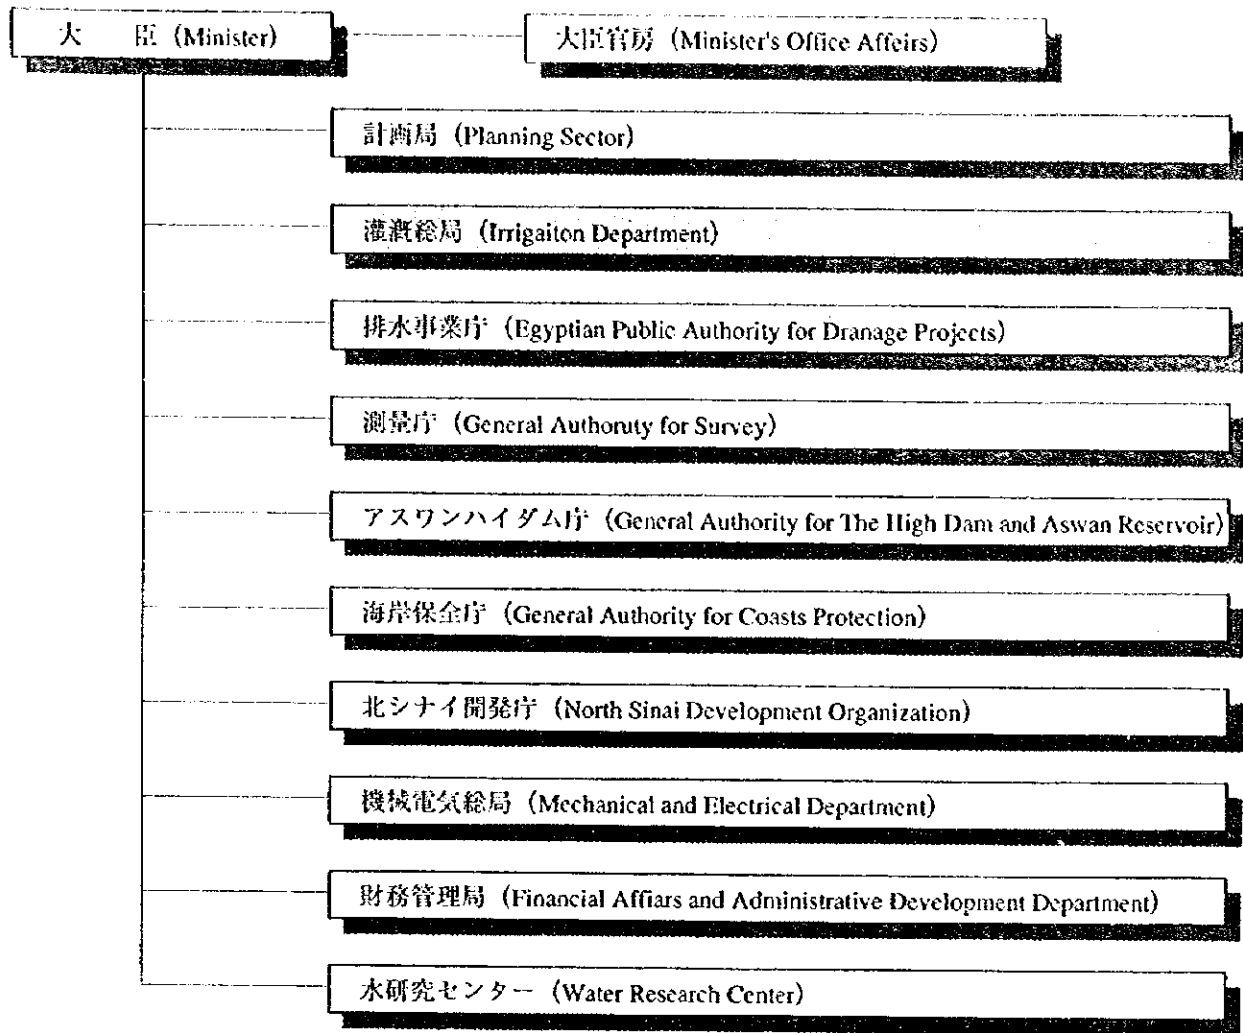 大 臣 (Minister)
大臣官房 (Minister's Office Affeirs)
計画局 (Planning Sector)
灌漑総局 (Irrigaiton Department)
排水事業庁 (Egyptian Public Authority for Dranage Projects)
測量庁 (General Authoruty for Survey)
アスワンハイダム庁 (General Authority for The High Dam and Aswan Reservoir)
海岸保全庁 (General Authority for Coasts Protection)
北シナイ開発庁 (North Sinai Development Organization)
機械電気総局 (Mechanical and Electrical Department)
財務管理局 (Financial Affiars and Administrative Development Department)
水研究センター (Water Research Center)